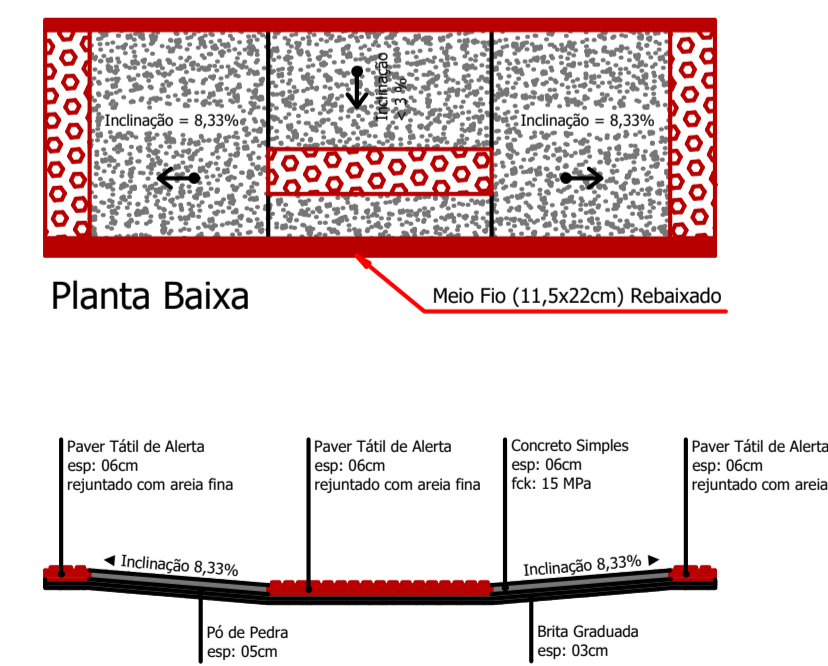 Inclinação = 8,33%
Inclinação
< 3 %
Inclinação = 8,33%
Planta Baixa
Meio Fio (11,5x22cm) Rebaixado
Paver Tátil de Alerta
esp: 06cm
rejuntado com areia fina
Paver Tátil de Alerta
esp: 06cm
rejuntado com areia fina
Concreto Simples
esp: 06cm
fck: 15 MPa
Paver Tátil de Alerta
esp: 06cm
rejuntado com areia
◄ Inclinação 8,33%
Inclinação 8,33% ►
Pó de Pedra
esp: 05cm
Brita Graduada
esp: 03cm